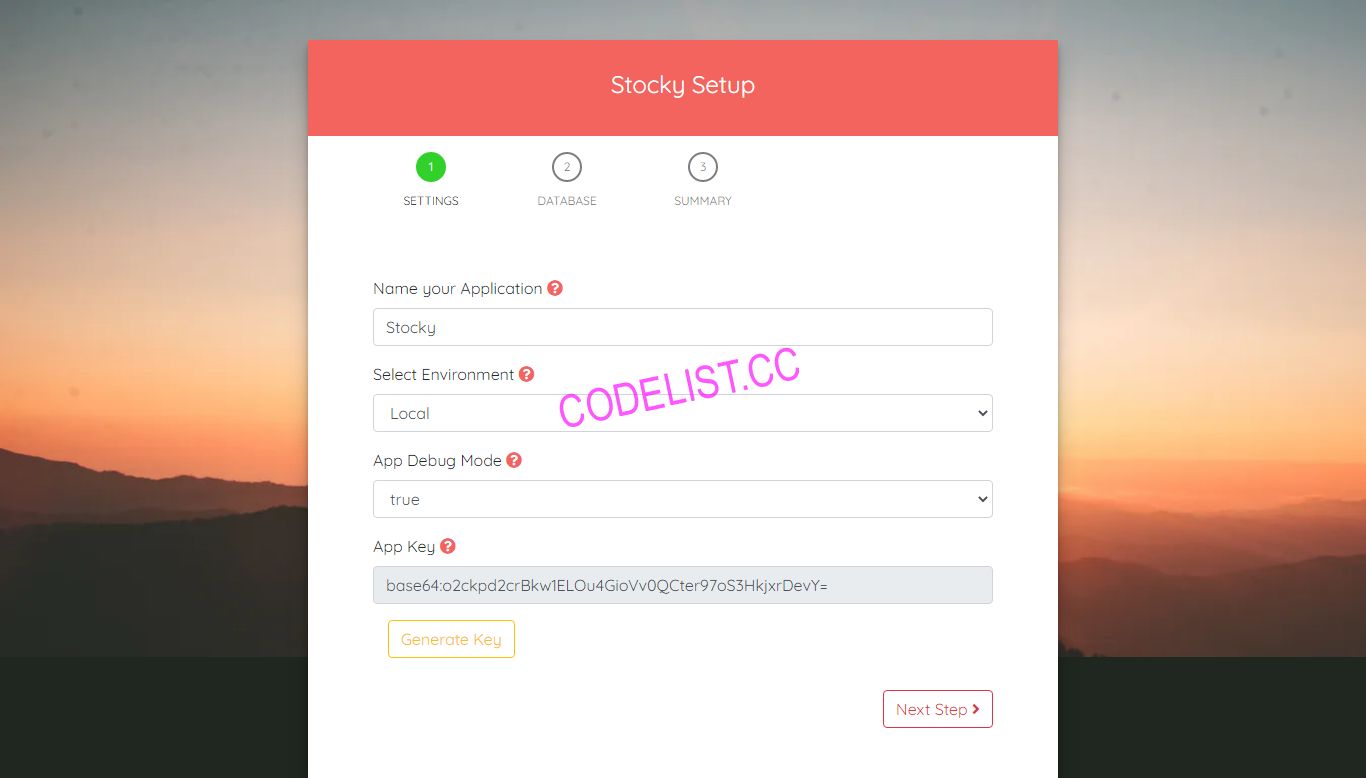 Stocky Setup
1 2 3
SETTINGS DATABASE SUMMARY
Name your Application ?
Stocky
Select Environment ?
CODELIST.CC
Local
App Debug Mode ?
true
App Key ?
base64:o2ckpd2crBkw1ELOu4GioVv0QCter97oS3HkjxrDevY=
Generate Key
Next Step